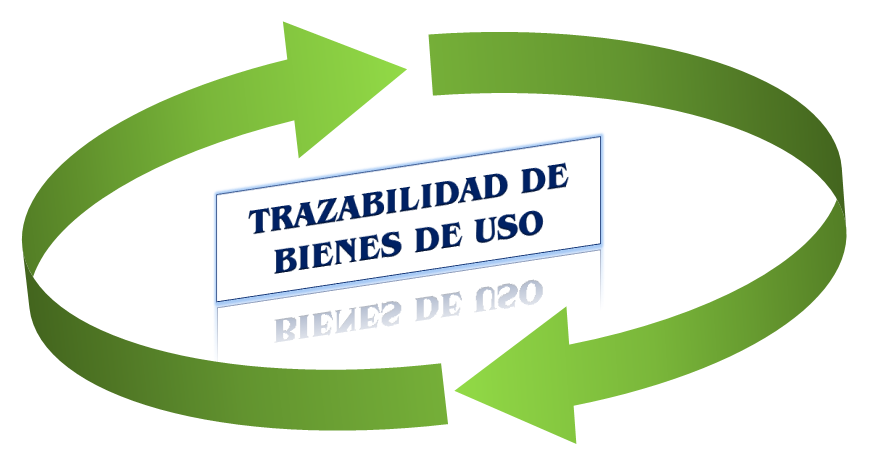 TRAZABILIDAD DE
BIENES DE USO